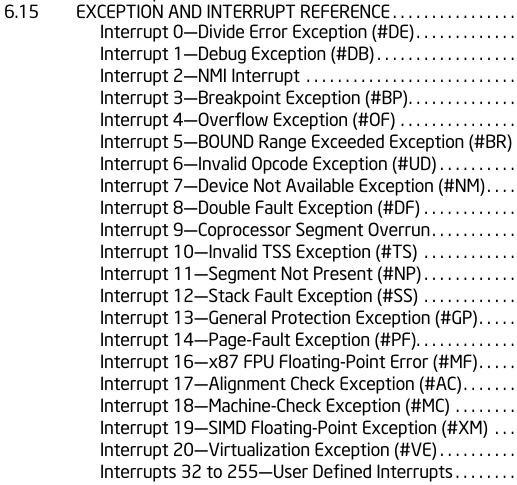 6.15 EXCEPTION AND INTERRUPT REFERENCE................
Interrupt 0—Divide Error Exception (#DE).............
Interrupt 1—Debug Exception (#DB)..................
Interrupt 2—NMI Interrupt ...........................
Interrupt 3—Breakpoint Exception (#BP)..............
Interrupt 4—Overflow Exception (#OF) ...............
Interrupt 5—BOUND Range Exceeded Exception (#BR)
Interrupt 6—Invalid Opcode Exception (#UD)..........
Interrupt 7—Device Not Available Exception (#NM)....
Interrupt 8—Double Fault Exception (#DF) ............
Interrupt 9—Coprocessor Segment Overrun...........
Interrupt 10—Invalid TSS Exception (#TS) ............
Interrupt 11—Segment Not Present (#NP)............
Interrupt 12—Stack Fault Exception (#SS) ............
Interrupt 13—General Protection Exception (#GP).....
Interrupt 14—Page-Fault Exception (#PF).............
Interrupt 16—x87 FPU Floating-Point Error (#MF).....
Interrupt 17—Alignment Check Exception (#AC).......
Interrupt 18—Machine-Check Exception (#MC) ........
Interrupt 19—SIMD Floating-Point Exception (#XM) ...
Interrupt 20—Virtualization Exception (#VE)..........
Interrupts 32 to 255—User Defined Interrupts........